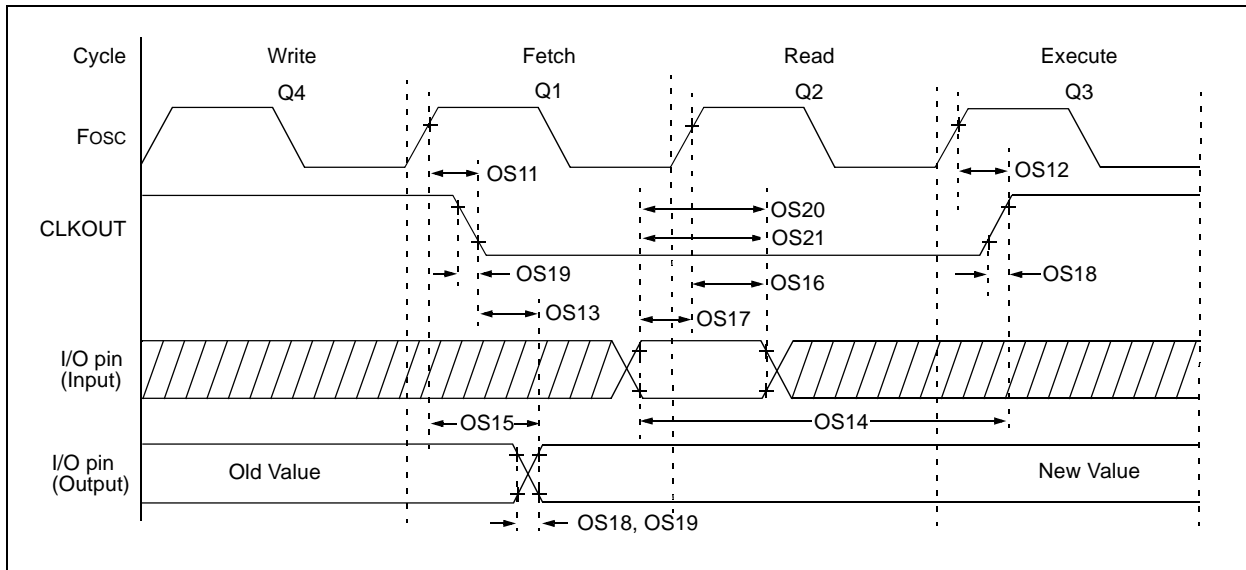 Cycle Write Fetch Read Execute
Q4 Q1 Q2 Q3
Fosc
OS11 OS12
CLKOUT
OS20
OS21
OS19 OS16 OS18
OS13 OS17
I/O pin
(Input)
OS15 OS14
I/O pin
(Output)
Old Value New Value
OS18, OS19